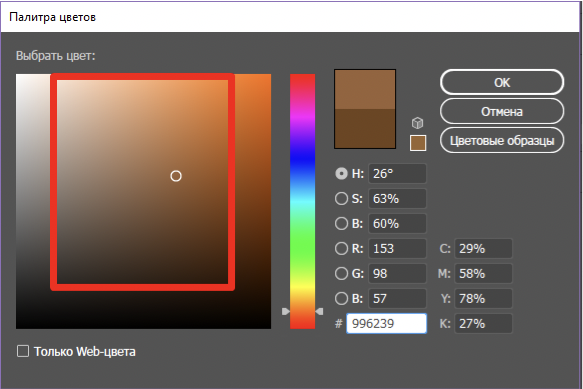 Палитра цветов
Выбрать цвет:
OK
Отмена
Цветовые образцы
H: 26°
S: 63%
B: 60%
R: 153 C: 29%
G: 98 M: 58%
B: 57 Y: 78%
# 996239 K: 27%
Только Web-цвета